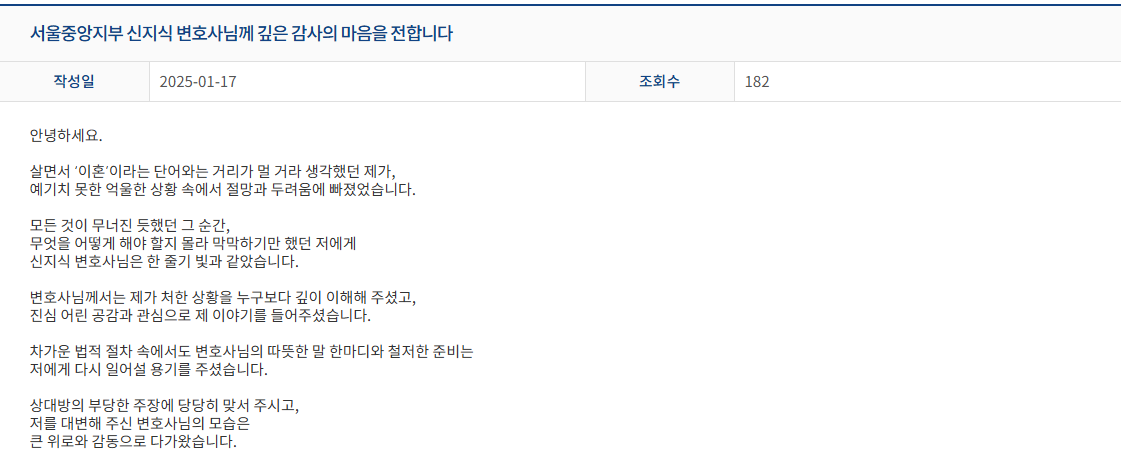 서울중앙지부 신지식 변호사님께 깊은 감사의 마음을 전합니다
작성일 2025-01-17 조회수 182
안녕하세요.
살면서 '이혼'이라는 단어와는 거리가 멀 거라 생각했던 제가,
예기치 못한 억울한 상황 속에서 절망과 두려움에 빠졌었습니다.
모든 것이 무너진 듯했던 그 순간,
무엇을 어떻게 해야 할지 몰라 막막하기만 했던 저에게
신지식 변호사님은 한 줄기 빛과 같았습니다.
변호사님께서는 제가 처한 상황을 누구보다 깊이 이해해 주셨고,
진심 어린 공감과 관심으로 제 이야기를 들어주셨습니다.
차가운 법적 절차 속에서도 변호사님의 따뜻한 말 한마디와 철저한 준비는
저에게 다시 일어설 용기를 주셨습니다.
상대방의 부당한 주장에 당당히 맞서 주시고,
저를 대변해 주신 변호사님의 모습은
큰 위로와 감동으로 다가왔습니다.